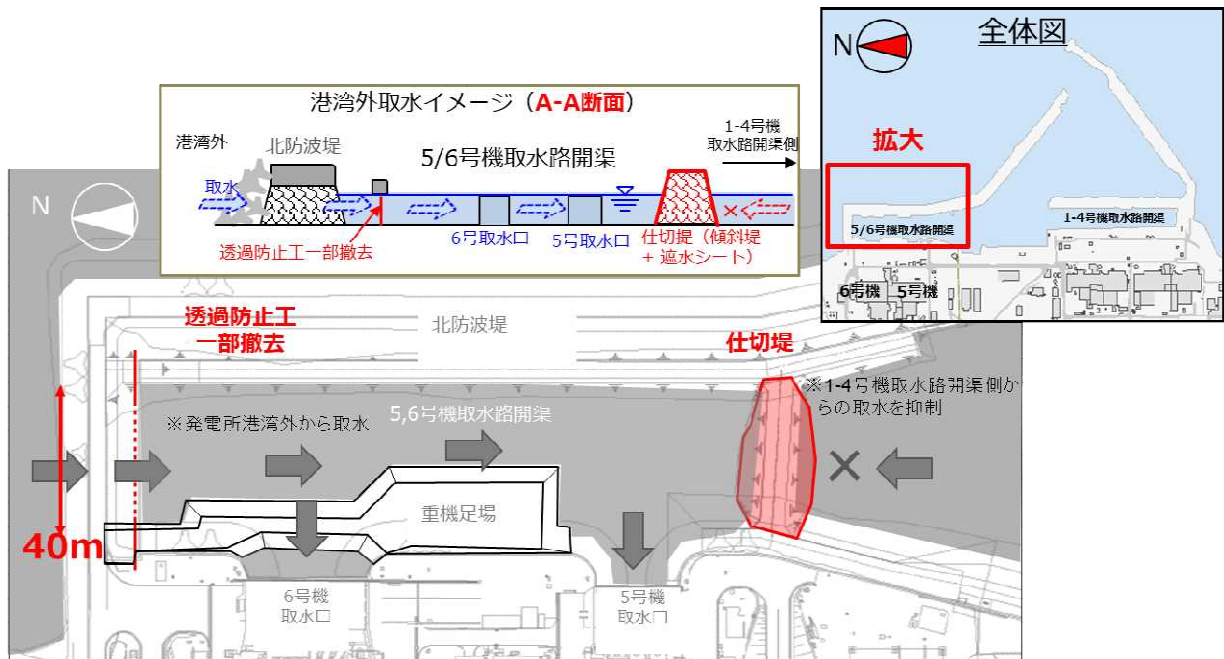 港湾外取水イメージ（A-A断面）
港湾外
北防波堤
5/6号機取水路開渠
1-4号機
取水路開渠側
取水
透過防止工一部撤去
6号取水口
5号取水口
仕切堤（傾斜堤
+ 遮水シート）
全体図
N
拡大
5/6号機取水路開渠
1-4号機取水路開渠
6号機
5号機
N
透過防止工
一部撤去
北防波堤
仕切堤
※1-4号機取水路開渠側か
らの取水を抑制
※発電所港湾外から取水
5,6号機取水路開渠
重機足場
40m
6号機
取水口
5号機
取水口